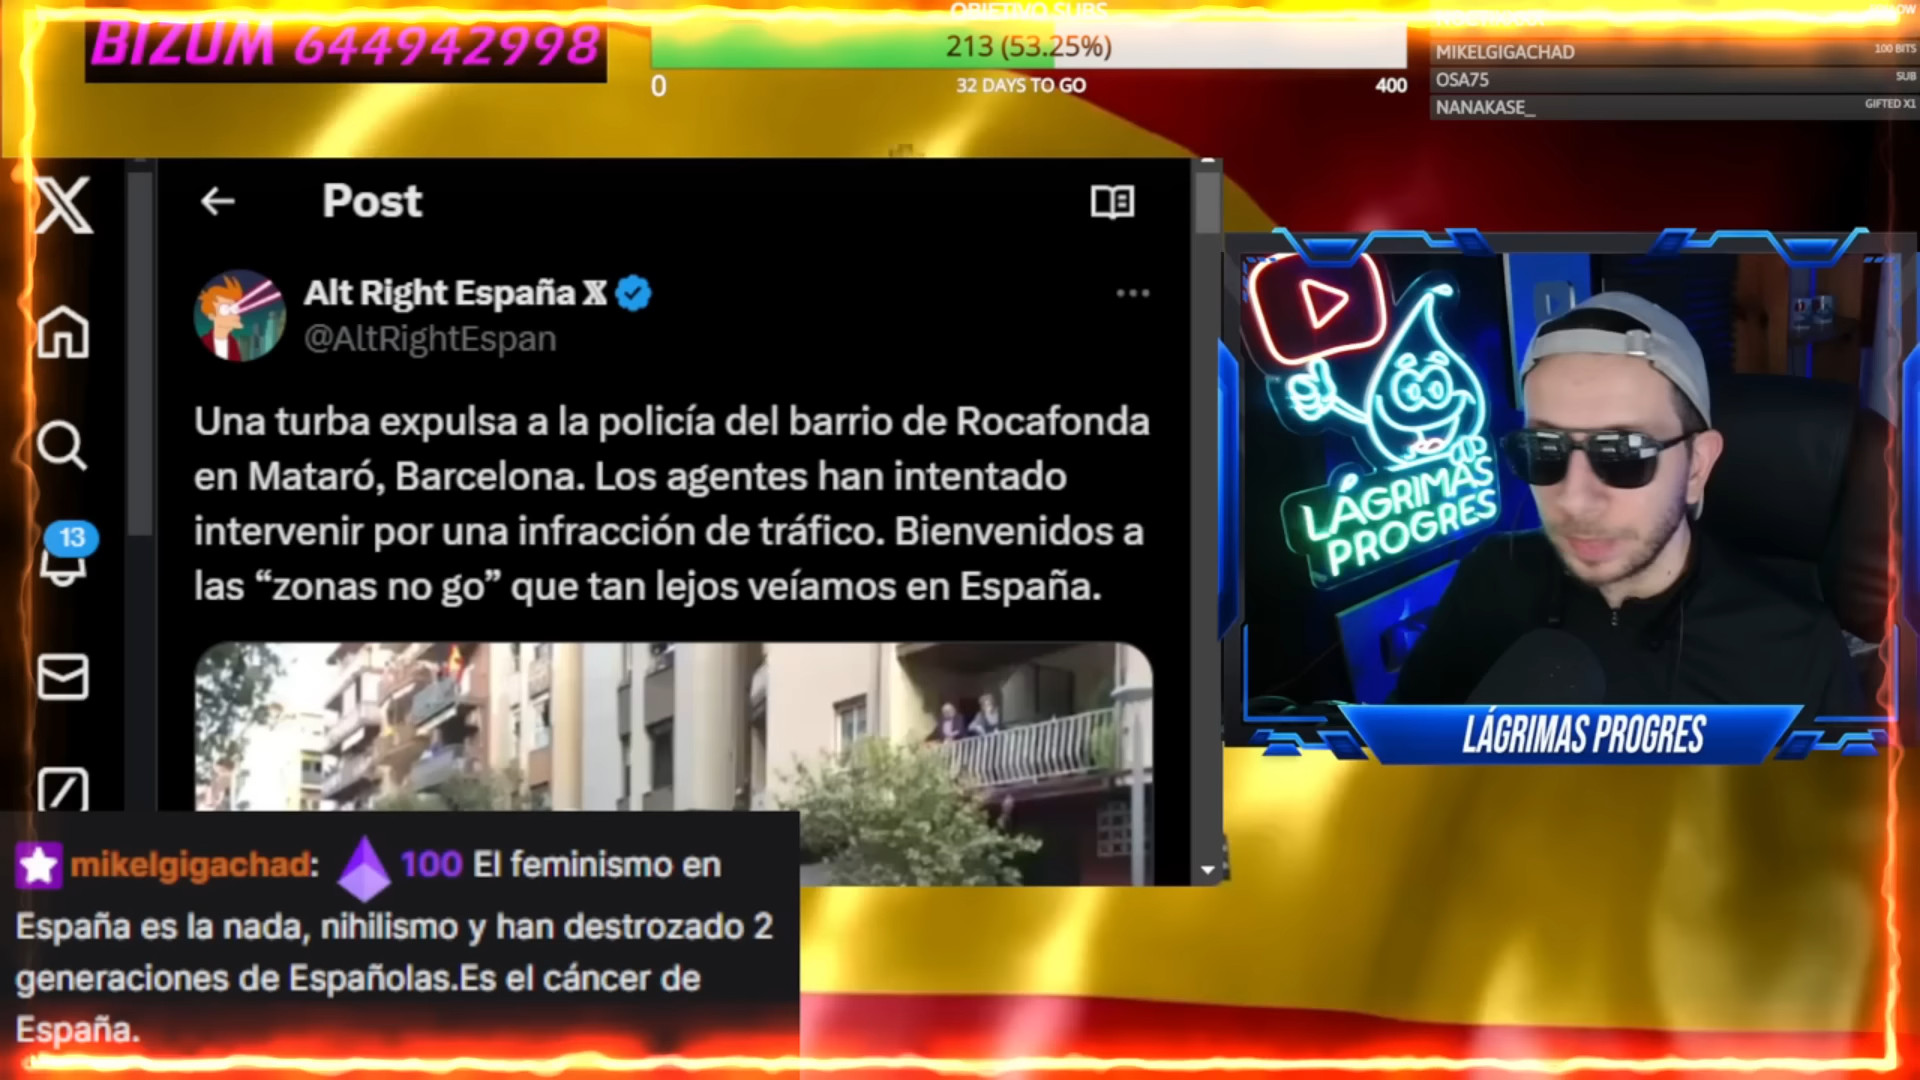 BIZUM 644942998
OBJETIVO SUBS
213 (53.25%)
0
32 DAYS TO GO
400
MIKELGIGACHAD
100 BITS
OSA75
SUB
NANAKASE_
GIFTED X1
Post
Alt Right España X
@AltRightEspan
Una turba expulsa a la policía del barrio de Rocafonda
en Mataró, Barcelona. Los agentes han intentado
intervenir por una infracción de tráfico. Bienvenidos a
las “zonas no go” que tan lejos veíamos en España.
13
LÁGRIMAS
PROGRES
LÁGRIMAS PROGRES
mikelgigachad: 100 El feminismo en
España es la nada, nihilismo y han destrozado 2
generaciones de Españolas.Es el cáncer de
España.